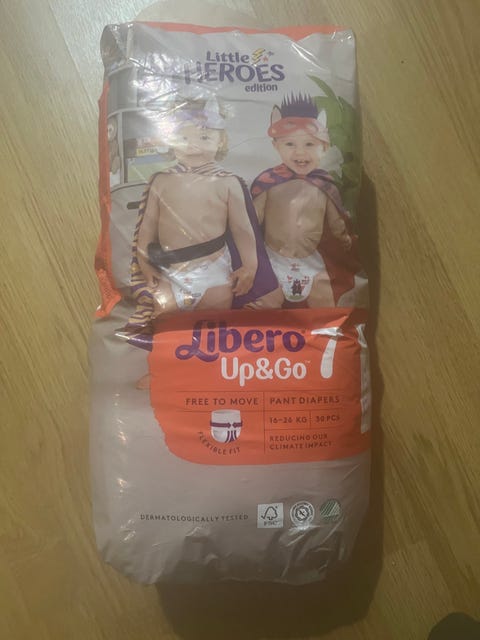 Little
HEROES
edition
Libero
Up&Go™ 7
FREE TO MOVE
PANT DIAPERS
16-26 KG
30 PCS
FLEXIBLE FIT
REDUCING OUR
CLIMATE IMPACT
DERMATOLOGICALLY TESTED
FSC